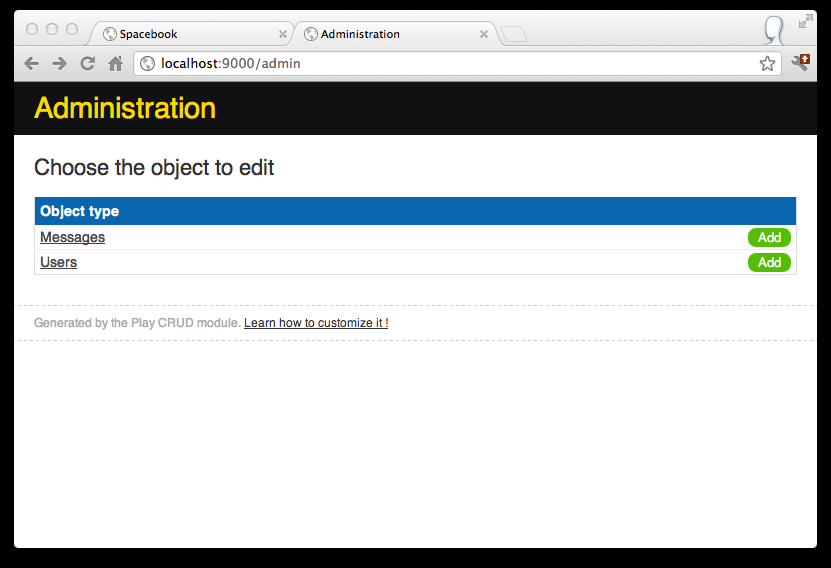 Spacebook
Administration
localhost:9000/admin
Administration
Choose the object to edit
Object type
Messages Add
Users Add
Generated by the Play CRUD module. Learn how to customize it !